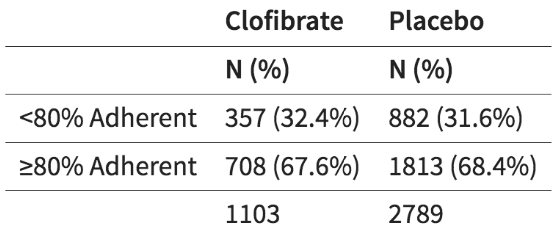 Clofibrate Placebo
N (%) N (%)
<80% Adherent 357 (32.4%) 882 (31.6%)
≥80% Adherent 708 (67.6%) 1813 (68.4%)
1103 2789